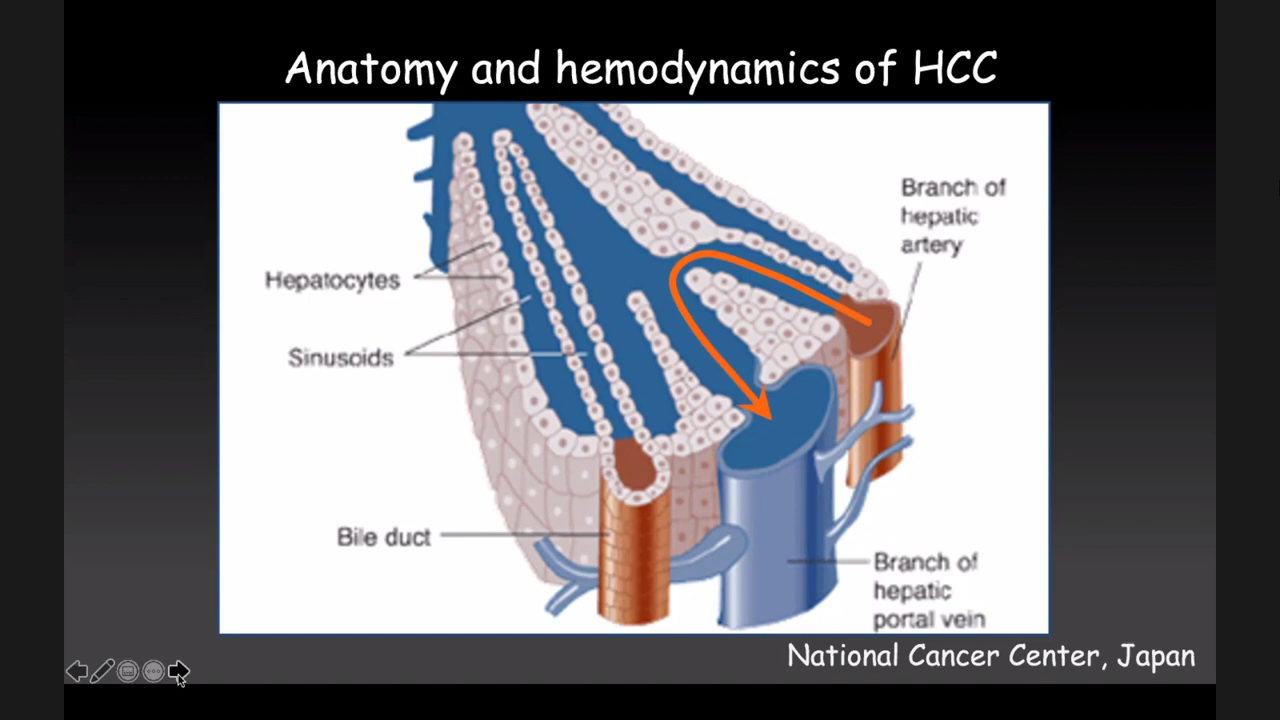 Anatomy and hemodynamics of HCC
Branch of
hepatic
artery
Hepatocytes
Sinusoids
Bile duct
Branch of
hepatic
portal vein
National Cancer Center, Japan